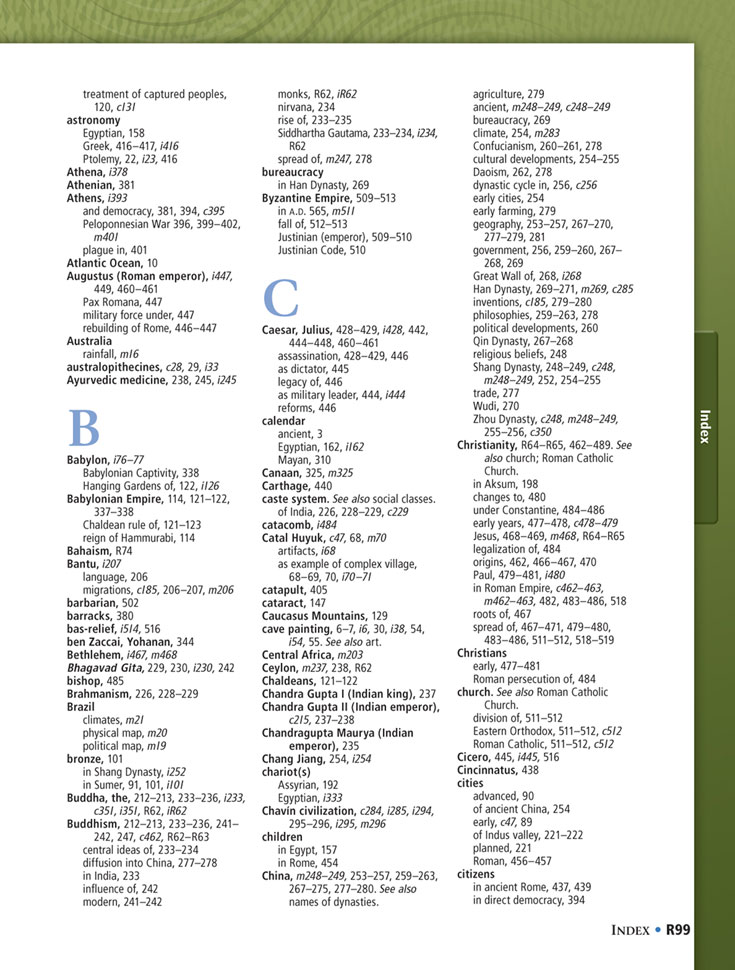 treatment of captured peoples,
120, c131
astronomy
Egyptian, 158
Greek, 416–417, i416
Ptolemy, 22, i23, 416
Athena, i378
Athenian, 381
Athens, i393
and democracy, 381, 394, c395
Peloponnesian War 396, 399–402,
m401
plague in, 401
Atlantic Ocean, 10
Augustus (Roman emperor), i447,
449, 460–461
Pax Romana, 447
military force under, 447
rebuilding of Rome, 446–447
Australia
rainfall, m16
australopithecines, c28, 29, i33
Ayurvedic medicine, 238, 245, i245
B
Babylon, i76–77
Babylonian Captivity, 338
Hanging Gardens of, 122, i126
Babylonian Empire, 114, 121–122,
337–338
Chaldean rule of, 121–123
reign of Hammurabi, 114
Bahaism, R74
Bantu, i207
language, 206
migrations, c185, 206–207, m206
barbarian, 502
barracks, 380
bas-relief, i514, 516
ben Zaccai, Yohanan, 344
Bethlehem, i467, m468
Bhagavad Gita, 229, 230, i230, 242
bishop, 485
Brahmanism, 226, 228–229
Brazil
climates, m21
physical map, m20
political map, m19
bronze, 101
in Shang Dynasty, i252
in Sumer, 91, 101, i101
Buddha, the, 212–213, 233–236, i233,
c351, i351, R62, iR62
Buddhism, 212–213, 233–236, 241–
242, 247, c462, R62–R63
central ideas of, 233–234
diffusion into China, 277–278
in India, 233
influence of, 242
modern, 241–242
monks, R62, iR62
nirvana, 234
rise of, 233–235
Siddhartha Gautama, 233–234, i234,
R62
spread of, m247, 278
bureaucracy
in Han Dynasty, 269
Byzantine Empire, 509–513
in A.D. 565, m511
fall of, 512–513
Justinian (emperor), 509–510
Justinian Code, 510
C
Caesar, Julius, 428–429, i428, 442,
444–448, 460–461
assassination, 428–429, 446
as dictator, 445
legacy of, 446
as military leader, 444, i444
reforms, 446
calendar
ancient, 3
Egyptian, 162, i162
Mayan, 310
Canaan, 325, m325
Carthage, 440
caste system. See also social classes.
of India, 226, 228–229, c229
catacomb, i484
Catal Huyuk, c47, 68, m70
artifacts, i68
as example of complex village,
68–69, 70, i70–71
catapult, 405
cataract, 147
Caucasus Mountains, 129
cave painting, 6–7, i6, 30, i38, 54,
i54, 55. See also art.
Central Africa, m203
Ceylon, m237, 238, R62
Chaldeans, 121–122
Chandra Gupta I (Indian king), 237
Chandra Gupta II (Indian emperor),
c215, 237–238
Chandragupta Maurya (Indian
emperor), 235
Chang Jiang, 254, i254
chariot(s)
Assyrian, 192
Egyptian, i333
Chavín civilization, c284, i285, i294,
295–296, i295, m296
children
in Egypt, 157
in Rome, 454
China, m248–249, 253–257, 259–263,
267–275, 277–280. See also
names of dynasties.
agriculture, 279
ancient, m248–249, c248–249
bureaucracy, 269
climate, 254, m283
Confucianism, 260–261, 278
cultural developments, 254–255
Daoism, 262, 278
dynastic cycle in, 256, c256
early cities, 254
early farming, 279
geography, 253–257, 267–270,
277–279, 281
government, 256, 259–260, 267–
268, 269
Great Wall of, 268, i268
Han Dynasty, 269–271, m269, c285
inventions, c185, 279–280
philosophies, 259–263, 278
political developments, 260
Qin Dynasty, 267–268
religious beliefs, 248
Shang Dynasty, 248–249, c248,
m248–249, 252, 254–255
trade, 277
Wudi, 270
Zhou Dynasty, c248, m248–249,
255–256, c350
Christianity, R64–R65, 462–489. See
also church; Roman Catholic
Church.
in Aksum, 198
changes to, 480
under Constantine, 484–486
early years, 477–478, c478–479
Jesus, 468–469, m468, R64–R65
legalization of, 484
origins, 462, 466–467, 470
Paul, 479–481, i480
in Roman Empire, c462–463,
m462–463, 482, 483–486, 518
roots of, 467
spread of, 467–471, 479–480,
483–486, 511–512, 518–519
Christians
early, 477–481
Roman persecution of, 484
church. See also Roman Catholic
Church.
division of, 511–512
Eastern Orthodox, 511–512, c512
Roman Catholic, 511–512, c512
Cicero, 445, i445, 516
Cincinnatus, 438
cities
advanced, 90
of ancient China, 254
early, c47, 89
of Indus valley, 221–222
planned, 221
Roman, 456–457
citizens
in ancient Rome, 437, 439
in direct democracy, 394
Index
INDEX • R99